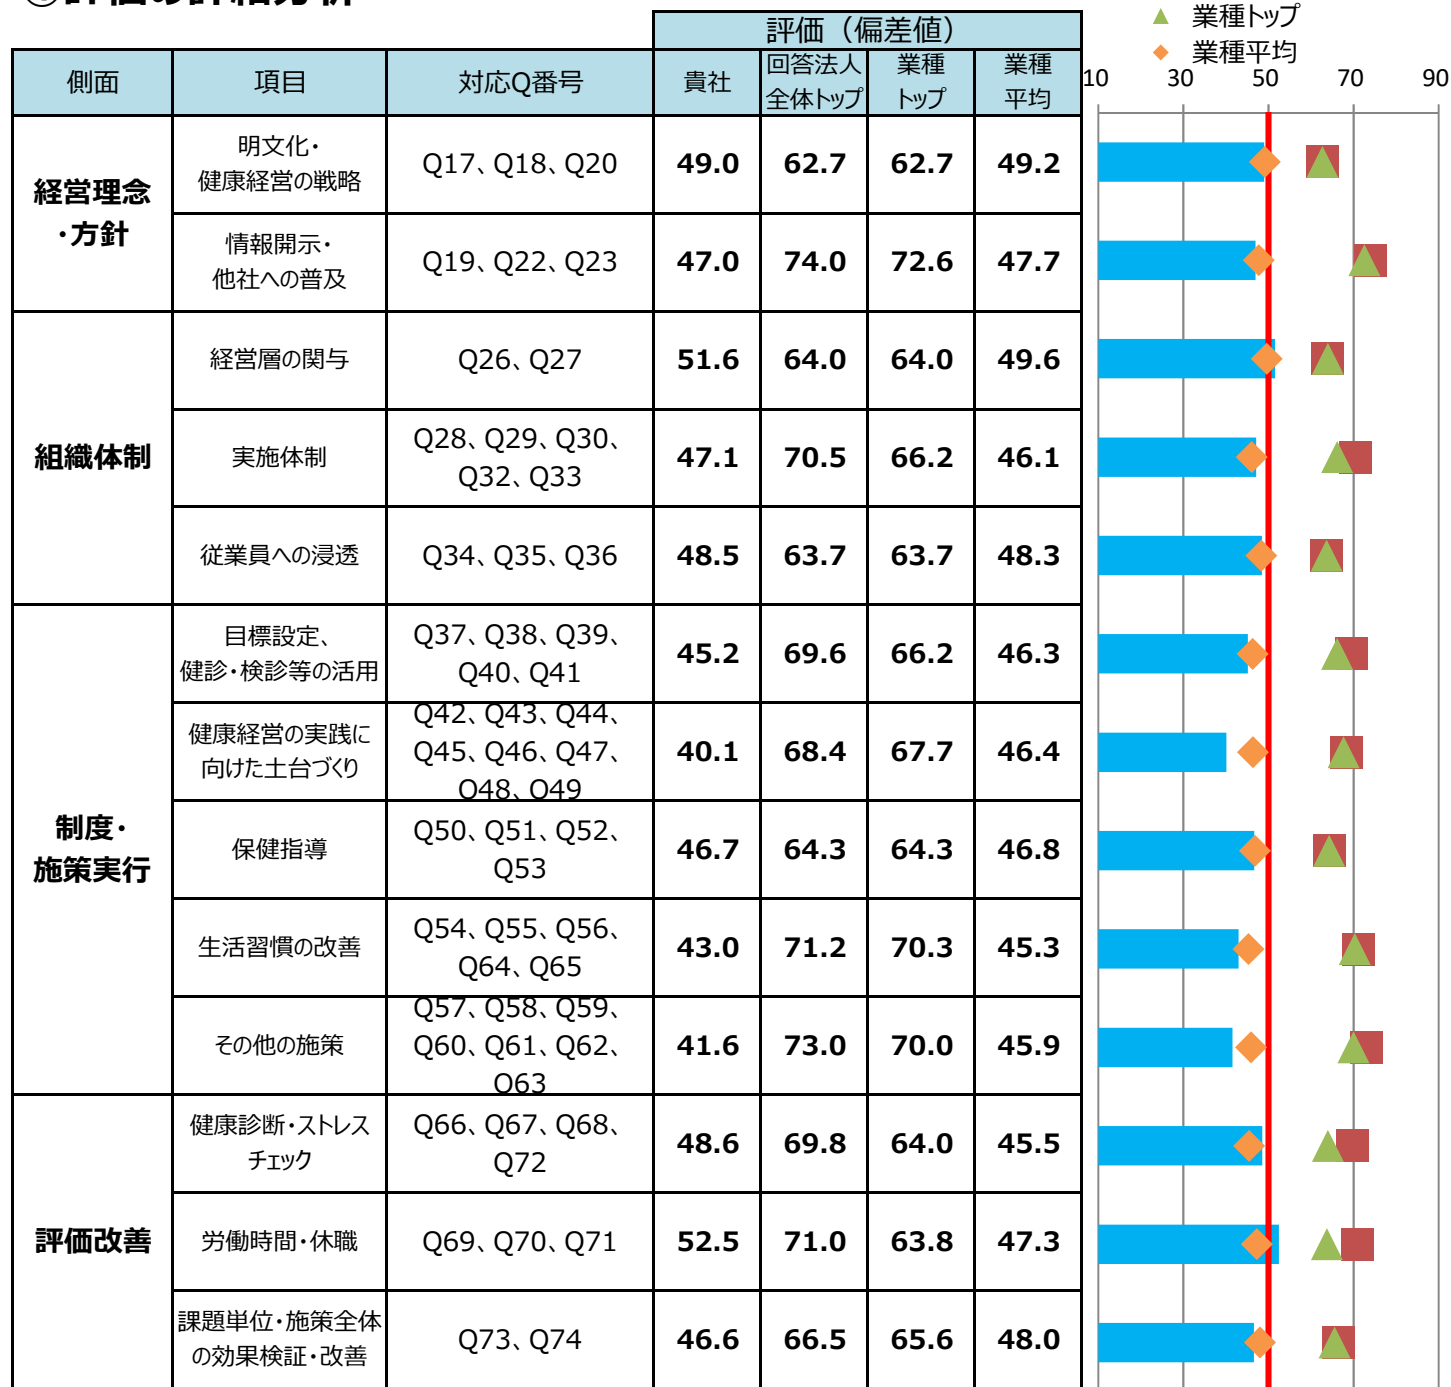 ②評価の詳細分析
▲ 業種トップ
◆ 業種平均
評価（偏差値）
側面 項目 対応Q番号 貴社 回答法人全体トップ 業種トップ 業種平均
10 30 50 70 90
経営理念・方針
明文化・健康経営の戦略 Q17、Q18、Q20 49.0 62.7 62.7 49.2
情報開示・他社への普及 Q19、Q22、Q23 47.0 74.0 72.6 47.7
組織体制
経営層の関与 Q26、Q27 51.6 64.0 64.0 49.6
実施体制 Q28、Q29、Q30、Q32、Q33 47.1 70.5 66.2 46.1
従業員への浸透 Q34、Q35、Q36 48.5 63.7 63.7 48.3
制度・施策実行
目標設定、健診・検診等の活用 Q37、Q38、Q39、Q40、Q41 45.2 69.6 66.2 46.3
健康経営の実践に向けた土台づくり Q42、Q43、Q44、Q45、Q46、Q47、Q48、Q49 40.1 68.4 67.7 46.4
保健指導 Q50、Q51、Q52、Q53 46.7 64.3 64.3 46.8
生活習慣の改善 Q54、Q55、Q56、Q64、Q65 43.0 71.2 70.3 45.3
その他の施策 Q57、Q58、Q59、Q60、Q61、Q62、Q63 41.6 73.0 70.0 45.9
評価改善
健康診断・ストレスチェック Q66、Q67、Q68、Q72 48.6 69.8 64.0 45.5
労働時間・休職 Q69、Q70、Q71 52.5 71.0 63.8 47.3
課題単位・施策全体の効果検証・改善 Q73、Q74 46.6 66.5 65.6 48.0